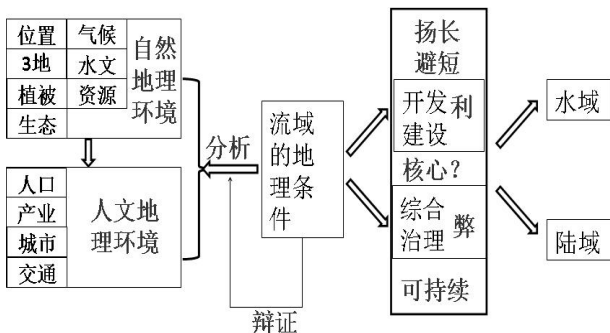 位置 气候
3地 水文
植被 资源
生态
自然
地理
环境
人口
产业
城市
交通
人文地
理环境
分析
流域
的地
理条
件
辩证
扬长
避短
开发利
建设
核心？
综合
治理
弊
可持续
水域
陆域